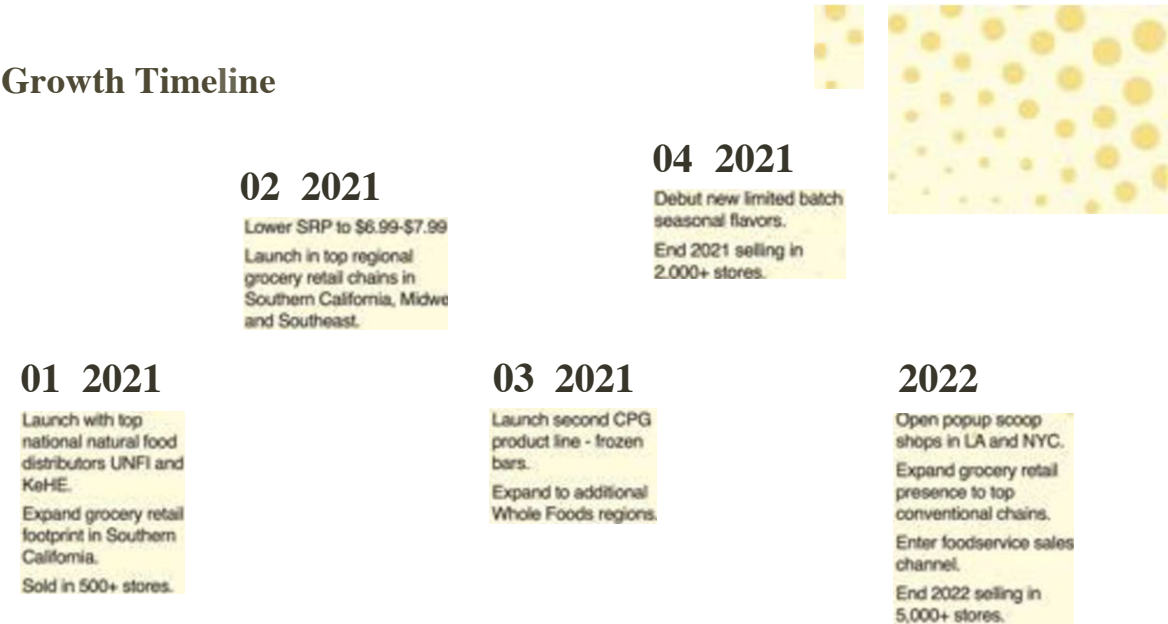 Growth Timeline
01 2021
Launch with top
national natural food
distributors UNFI and
KeHE.
Expand grocery retail
footprint in Southern
California.
Sold in 500+ stores.
02 2021
Lower SRP to $6.99-$7.99
Launch in top regional
grocery retail chains in
Southern California, Midwe
and Southeast.
03 2021
Launch second CPG
product line - frozen
bars.
Expand to additional
Whole Foods regions.
04 2021
Debut new limited batch
seasonal flavors.
End 2021 selling in
2,000+ stores.
2022
Open popup scoop
shops in LA and NYC.
Expand grocery retail
presence to top
conventional chains.
Enter foodservice sales
channel.
End 2022 selling in
5,000+ stores.